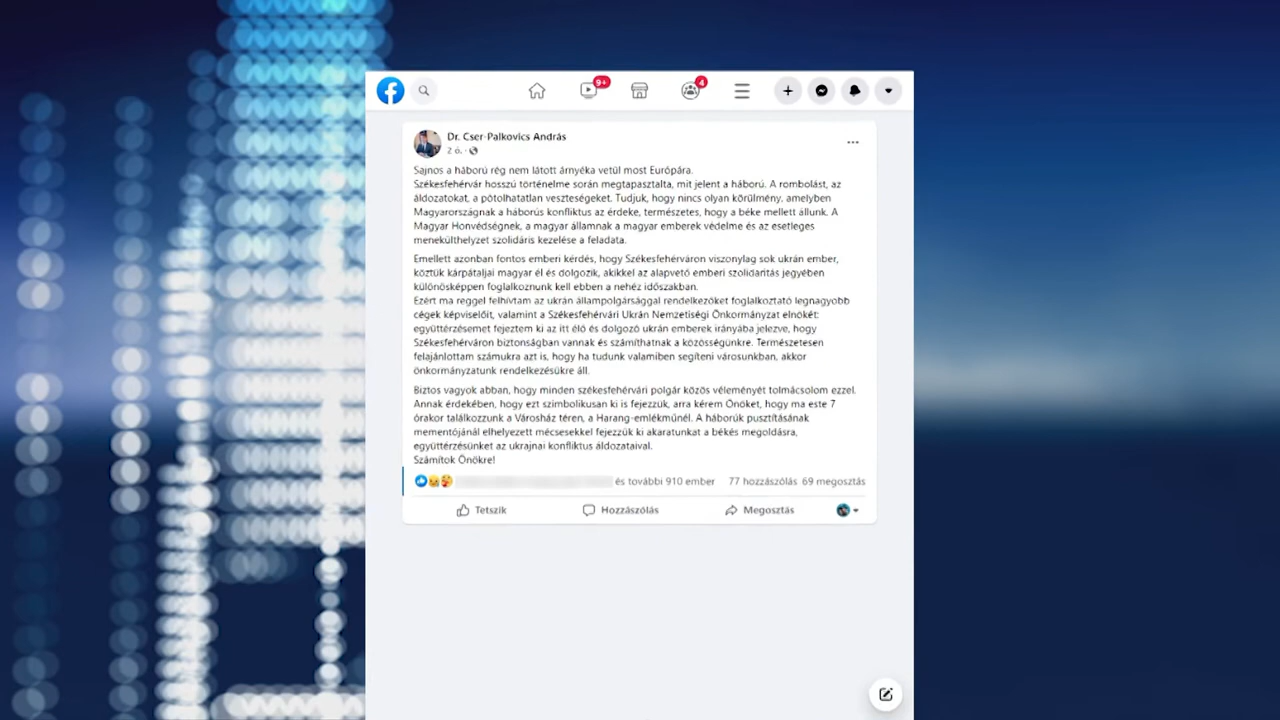 9+
4
Dr. Cser-Palkovics András
2 ó.
Sajnos a háború rég nem látott árnyéka vetül most Európára.
Székesfehérvár hosszú történelme során megtapasztalta, mit jelent a háború. A rombolást, az
áldozatokat, a pótolhatatlan veszteségeket. Tudjuk, hogy nincs olyan körülmény, amelyben
Magyarországnak a háborús konfliktus az érdeke, természetes, hogy a béke mellett állunk. A
Magyar Honvédségnek, a magyar államnak a magyar emberek védelme és az esetleges
menekülthelyzet szolidáris kezelése a feladata.
Emellett azonban fontos emberi kérdés, hogy Székesfehérváron viszonylag sok ukrán ember,
köztük kárpátaljai magyar él és dolgozik, akikkel az alapvető emberi szolidaritás jegyében
különösképpen foglalkoznunk kell ebben a nehéz időszakban.
Ezért ma reggel felhívtam az ukrán állampolgársággal rendelkezőket foglalkoztató legnagyobb
cégek képviselőit, valamint a Székesfehérvári Ukrán Nemzetiségi Önkormányzat elnökét:
együttérzésemet fejeztem ki az itt élő és dolgozó ukrán emberek irányába jelezve, hogy
Székesfehérváron biztonságban vannak és számíthatnak a közösségünkre. Természetesen
felajánlottam számukra azt is, hogy ha tudunk valamiben segíteni városunkban, akkor
önkormányzatunk rendelkezésükre áll.
Biztos vagyok abban, hogy minden székesfehérvári polgár közös véleményét tolmácsolom ezzel.
Annak érdekében, hogy ezt szimbolikusan ki is fejezzük, arra kérem Önöket, hogy ma este 7
órakor találkozzunk a Városház téren, a Harang-emlékműnél. A háborúk pusztításának
mementójánál elhelyezett mécsesekkel fejezzük ki akaratunkat a békés megoldásra,
együttérzésünket az ukrajnai konfliktus áldozataival.
Számítok Önökre!
és további 910 ember 77 hozzászólás 69 megosztás
Tetszik Hozzászólás Megosztás